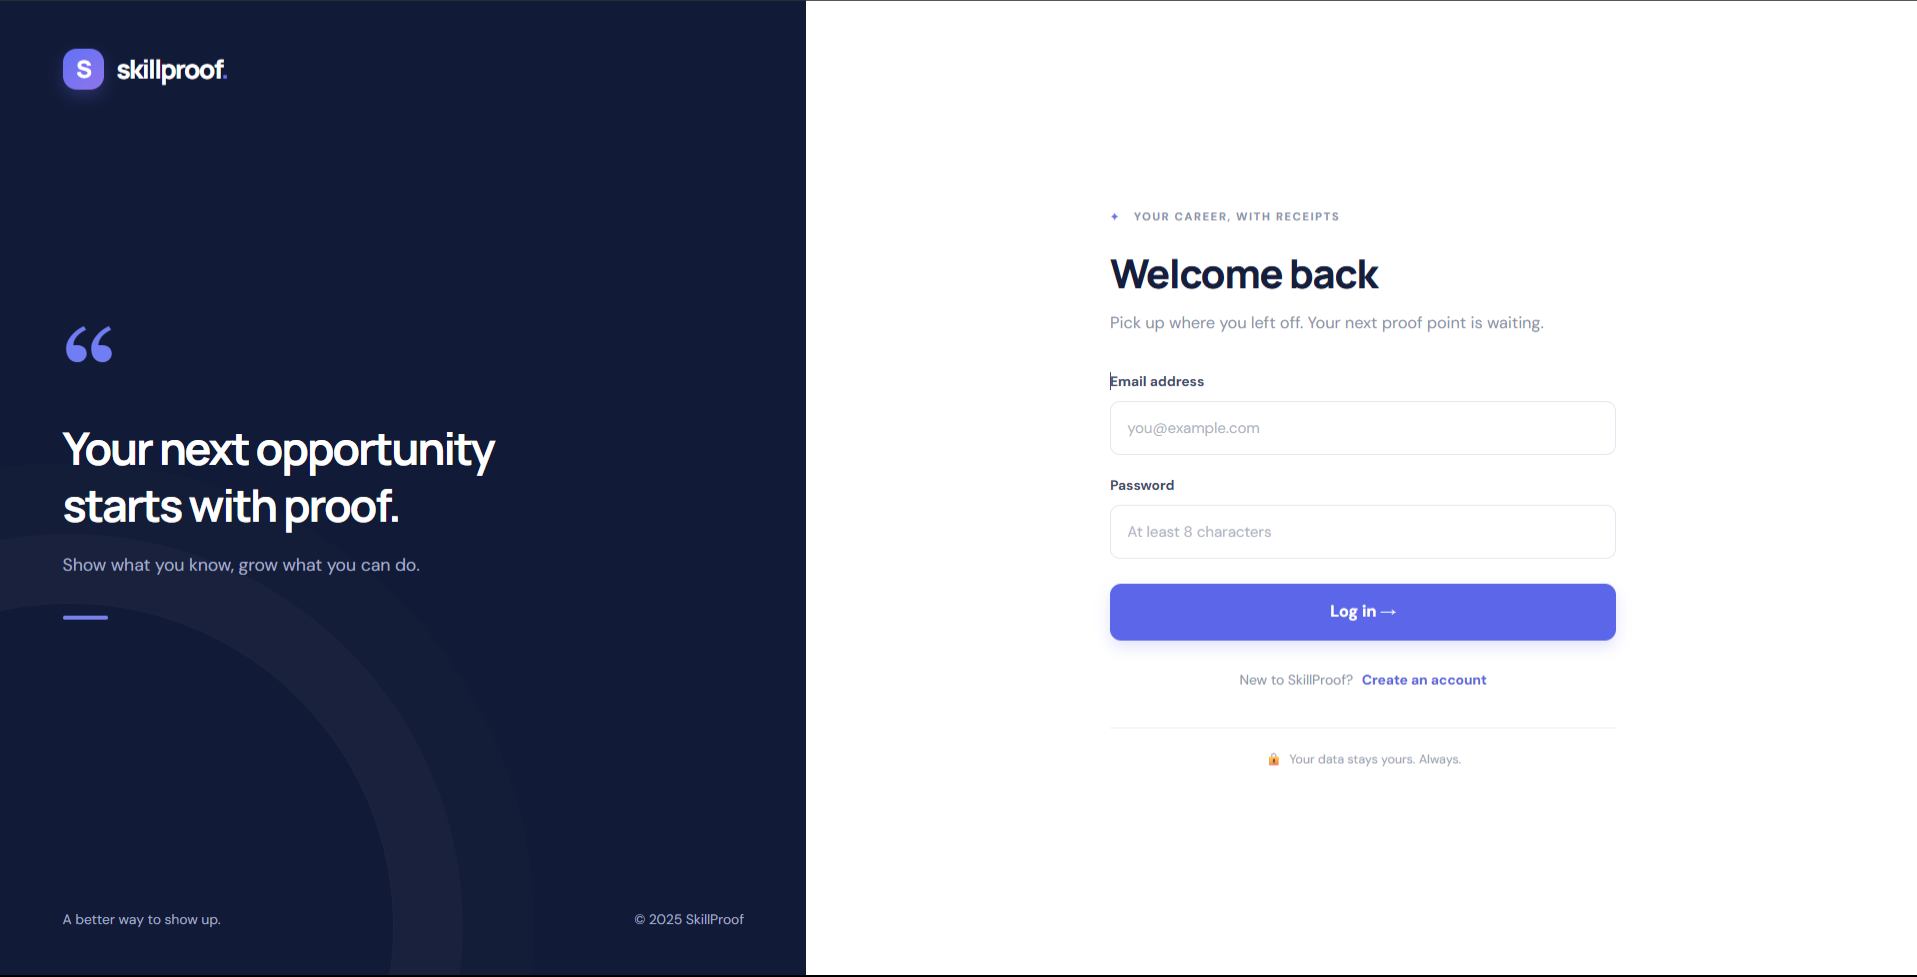 S skillproof.
“
Your next opportunity
starts with proof.
Show what you know, grow what you can do.
A better way to show up.
© 2025 SkillProof
✦ YOUR CAREER, WITH RECEIPTS
Welcome back
Pick up where you left off. Your next proof point is waiting.
Email address
you@example.com
Password
At least 8 characters
Log in →
New to SkillProof? Create an account
🔒 Your data stays yours. Always.